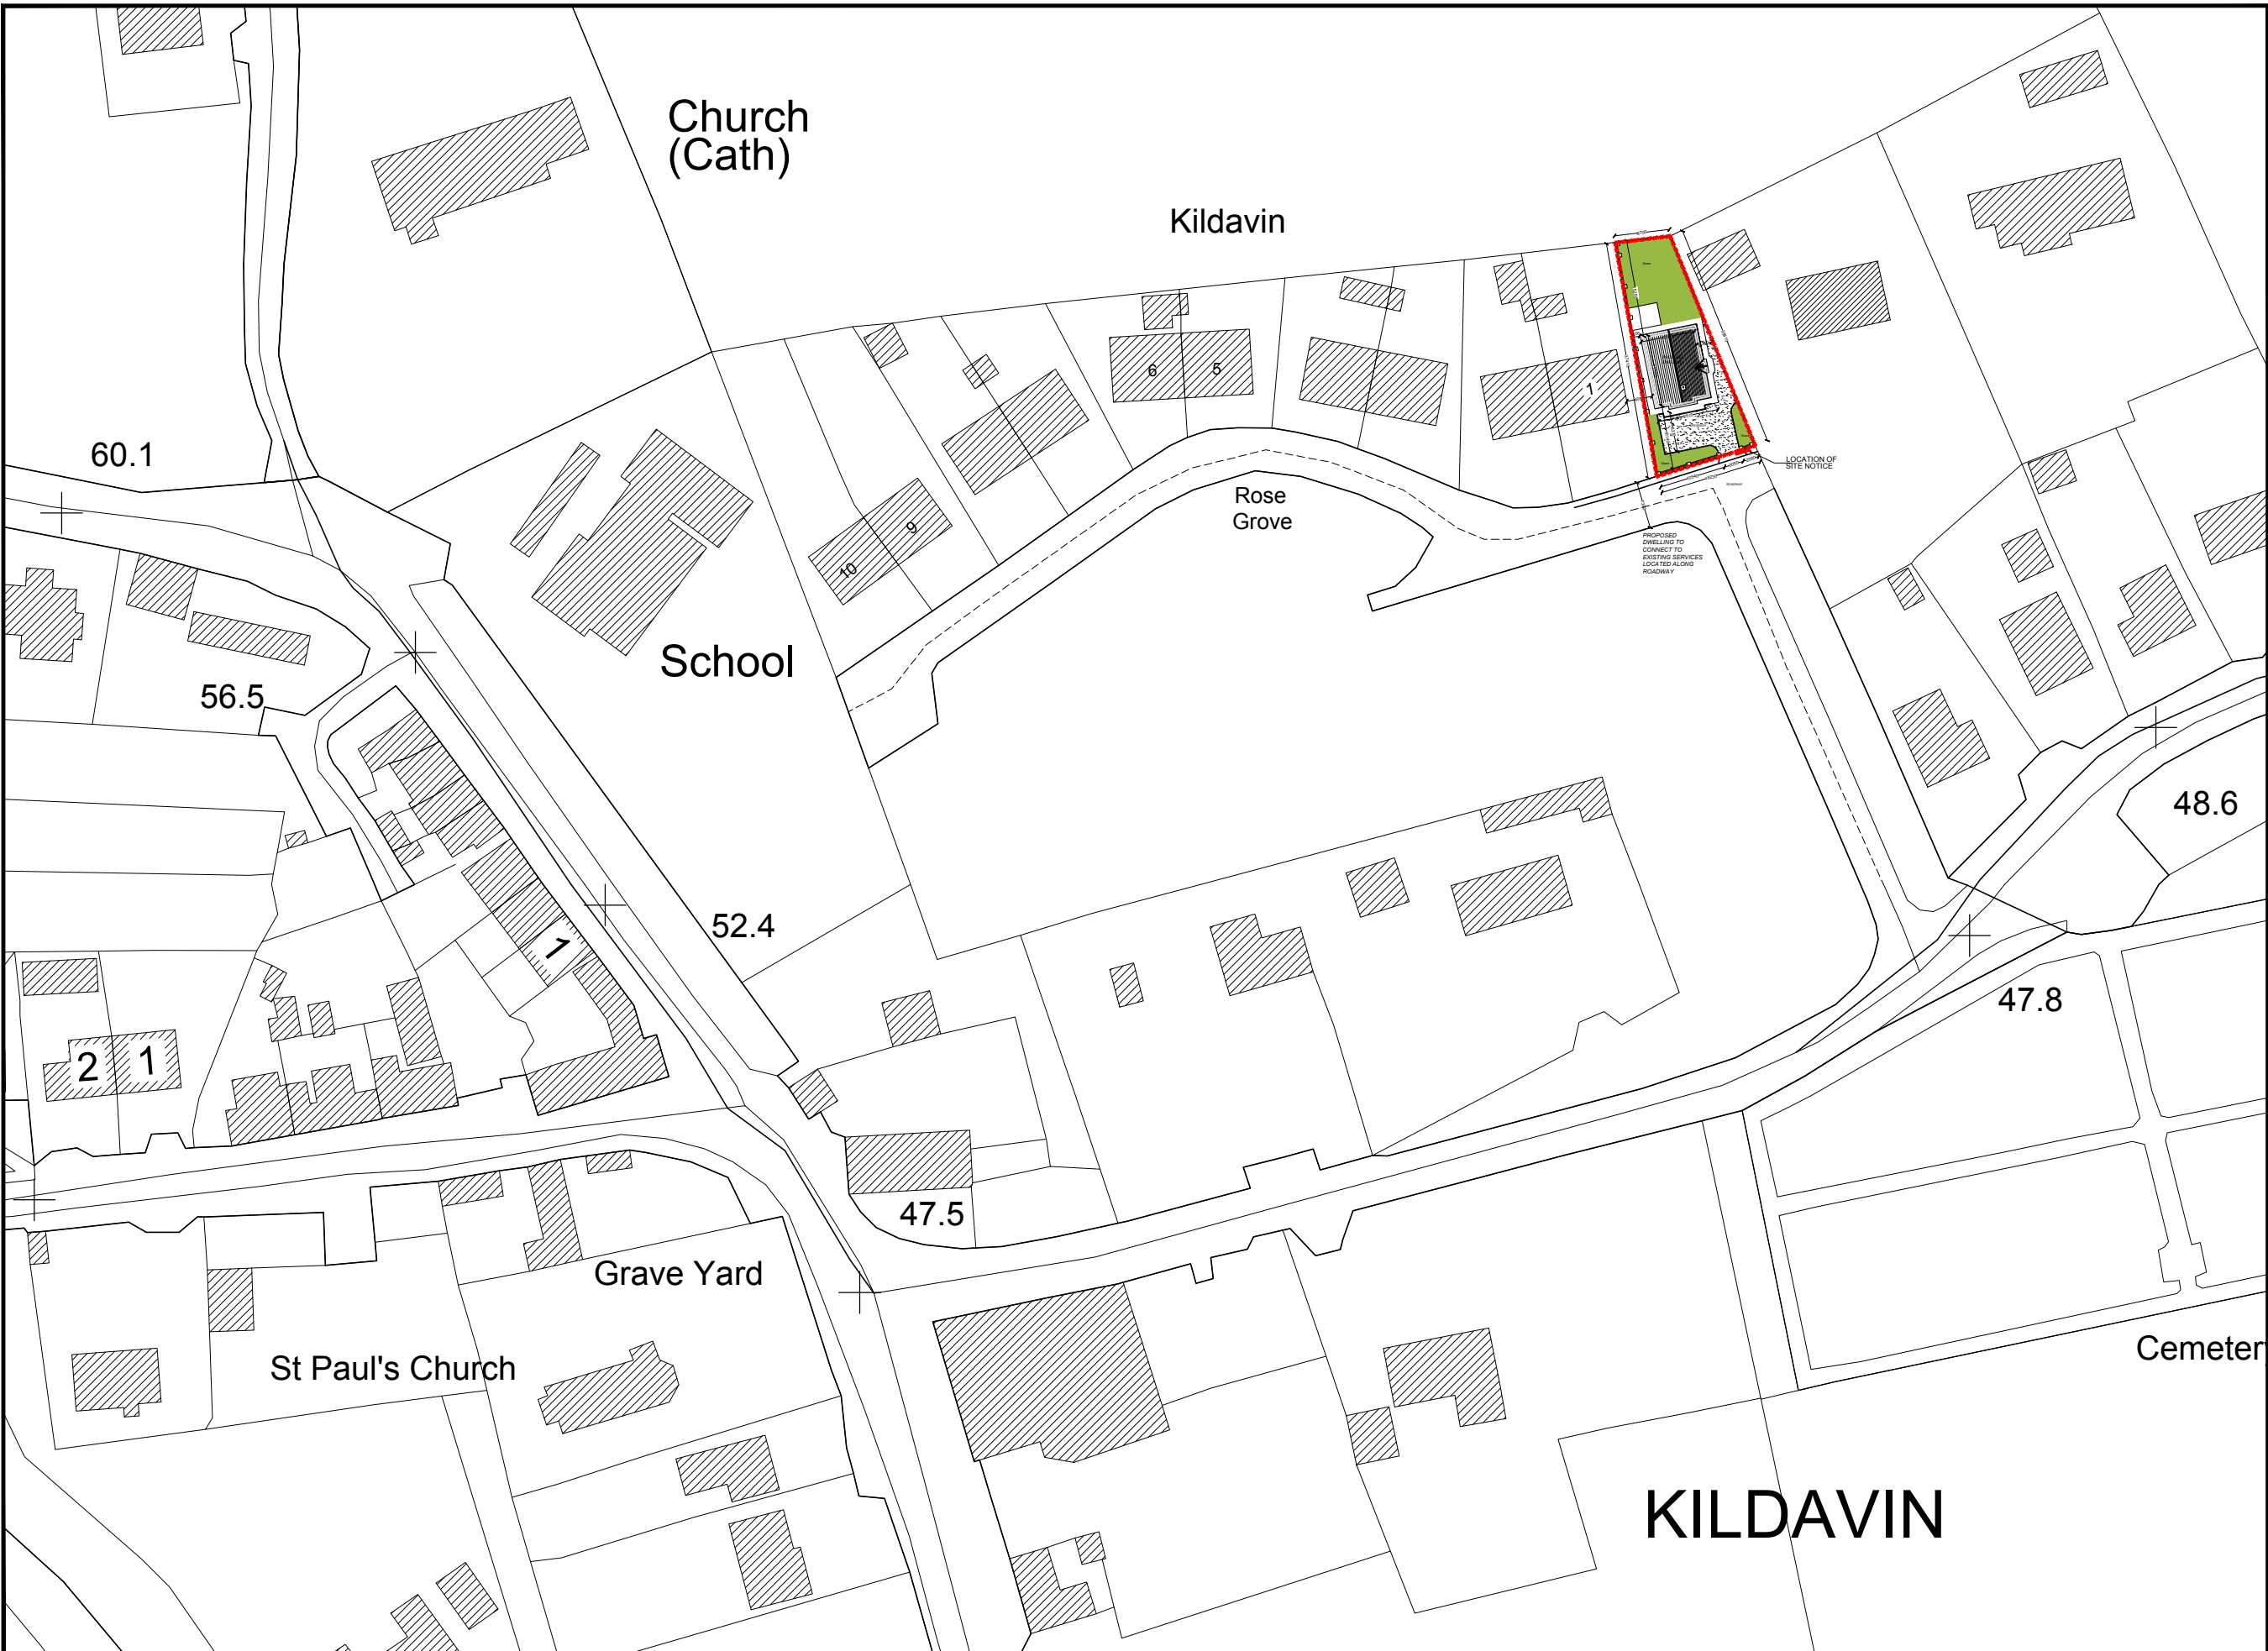 Church
(Cath)
Kildavin
60.1
6
5
1
LOCATION OF
SITE NOTICE
Rose
Grove
9
10
PROPOSED
DWELLING TO
CONNECT TO
EXISTING SERVICES
LOCATED ALONG
ROADWAY
School
56.5
48.6
52.4
1
47.8
2
1
47.5
Grave Yard
St Paul's Church
Cemeter
KILDAVIN